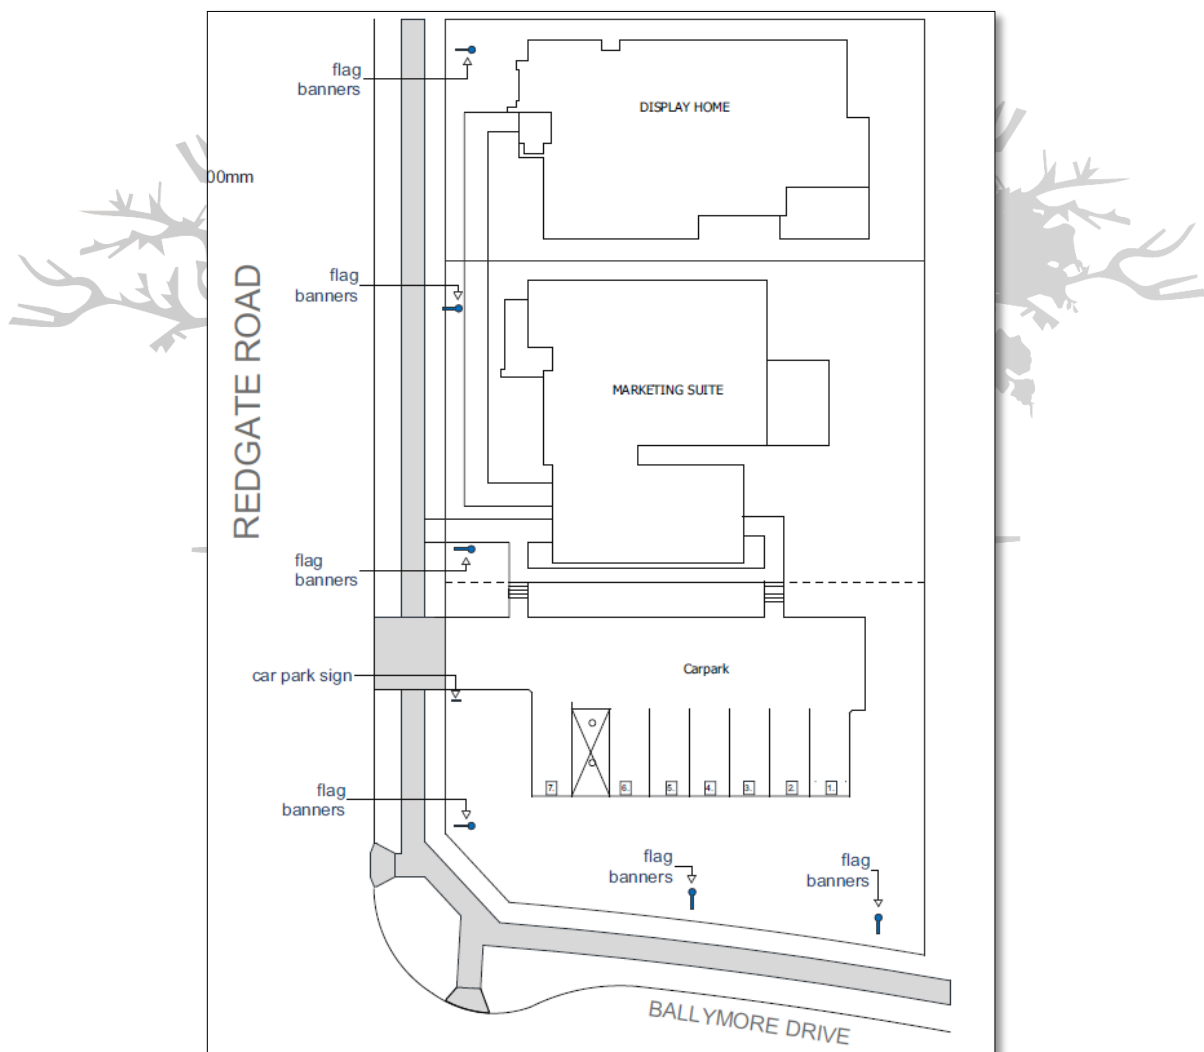 flag
banners
DISPLAY HOME
00mm
flag
banners
REDGATE ROAD
MARKETING SUITE
flag
banners
car park sign
Carpark
7.
6.
5.
4.
3.
2.
1.
flag
banners
flag
banners
flag
banners
BALLYMORE DRIVE